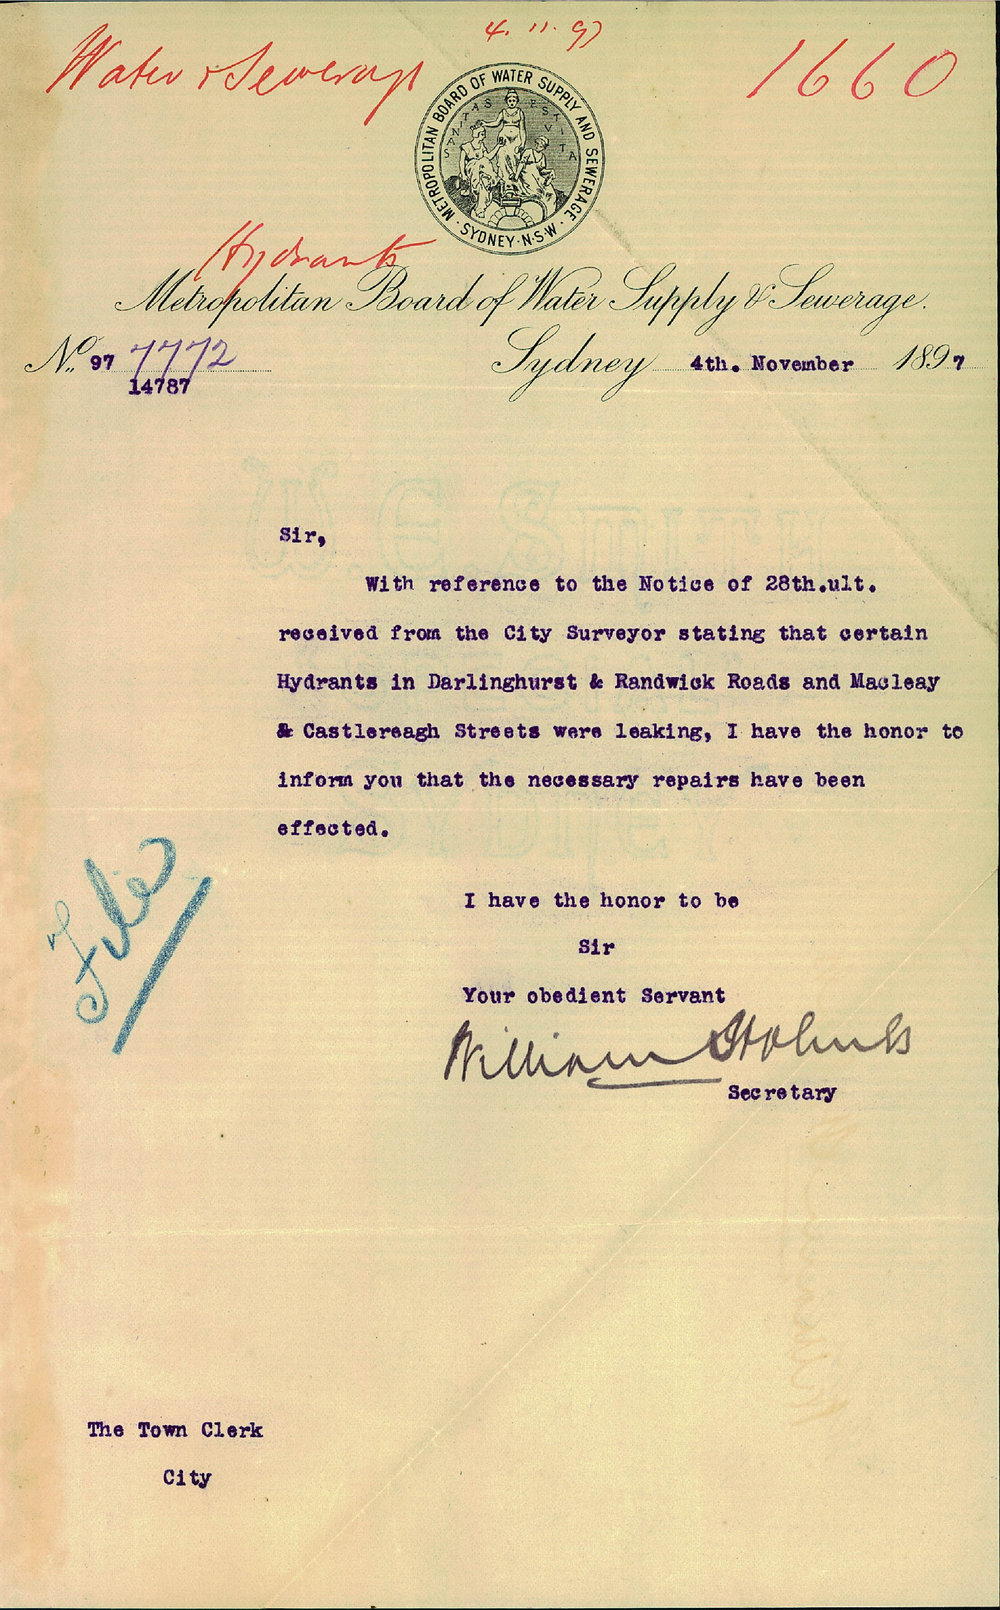 4. 11. 97
Water & Sewerage
1660
METROPOLITAN BOARD OF WATER SUPPLY AND SEWERAGE
SANITAS ESK VITA
· SYDNEY · N·S·W ·
Hydrants
Metropolitan Board of Water Supply & Sewerage.
No. 97 7772
14787
Sydney 4th. November 1897
Sir,
With reference to the Notice of 28th.ult.
received from the City Surveyor stating that certain
Hydrants in Darlinghurst & Randwick Roads and Macleay
& Castlereagh Streets were leaking, I have the honor to
inform you that the necessary repairs have been
effected.
File
I have the honor to be
Sir
Your obedient Servant
William Holmes
Secretary
The Town Clerk
City